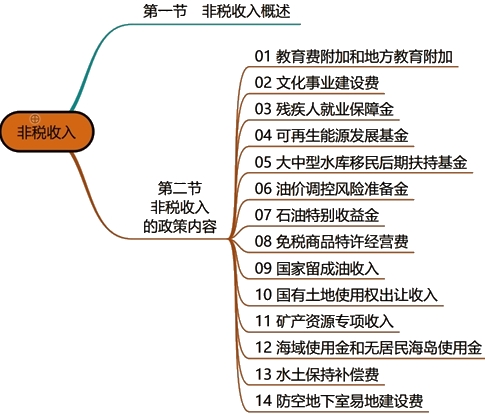 第一节 非税收入概述
非税收入
第二节
非税收入
的政策内容
01 教育费附加和地方教育附加
02 文化事业建设费
03 残疾人就业保障金
04 可再生能源发展基金
05 大中型水库移民后期扶持基金
06 油价调控风险准备金
07 石油特别收益金
08 免税商品特许经营费
09 国家留成油收入
10 国有土地使用权出让收入
11 矿产资源专项收入
12 海域使用金和无居民海岛使用金
13 水土保持补偿费
14 防空地下室易地建设费